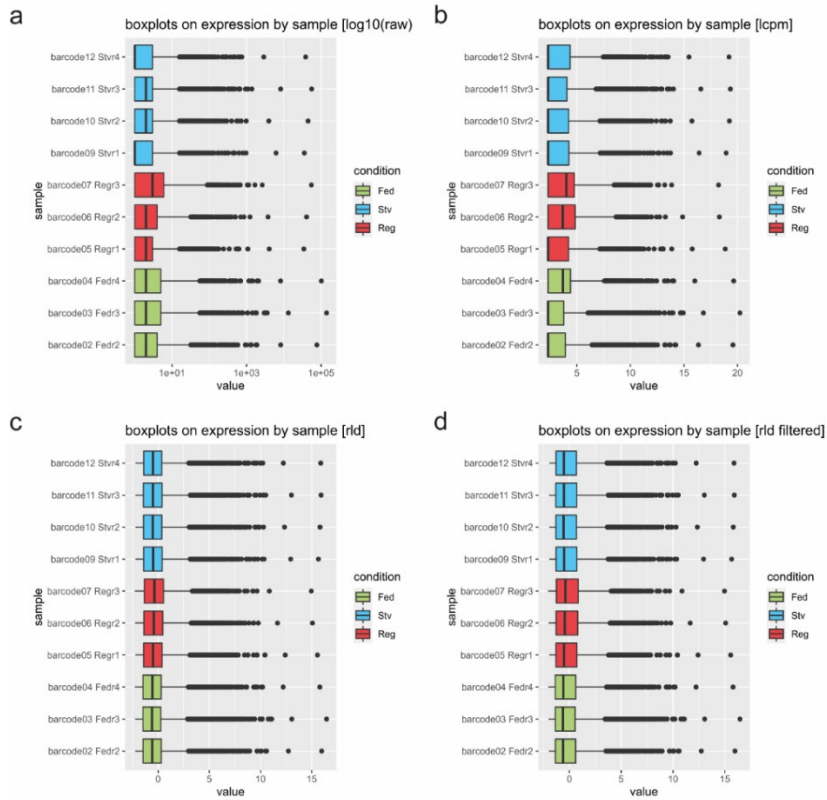 a
boxplots on expression by sample [log10(raw)
barcode12 Stvr4
barcode11 Stvr3
barcode10 Stvr2
barcode09 Stvr1
barcode07 Regr3
barcode06 Regr2
barcode05 Regr1
barcode04 Fedr4
barcode03 Fedr3
barcode02 Fedr2
sample
1e+01 1e+03 1e+05
value
condition
Fed
Stv
Reg
b
boxplots on expression by sample [lcpm]
barcode12 Stvr4
barcode11 Stvr3
barcode10 Stvr2
barcode09 Stvr1
barcode07 Regr3
barcode06 Regr2
barcode05 Regr1
barcode04 Fedr4
barcode03 Fedr3
barcode02 Fedr2
sample
5 10 15 20
value
condition
Fed
Stv
Reg
c
boxplots on expression by sample [rld]
barcode12 Stvr4
barcode11 Stvr3
barcode10 Stvr2
barcode09 Stvr1
barcode07 Regr3
barcode06 Regr2
barcode05 Regr1
barcode04 Fedr4
barcode03 Fedr3
barcode02 Fedr2
sample
0 5 10 15
value
condition
Fed
Stv
Reg
d
boxplots on expression by sample [rld filtered]
barcode12 Stvr4
barcode11 Stvr3
barcode10 Stvr2
barcode09 Stvr1
barcode07 Regr3
barcode06 Regr2
barcode05 Regr1
barcode04 Fedr4
barcode03 Fedr3
barcode02 Fedr2
sample
0 5 10 15
value
condition
Fed
Stv
Reg